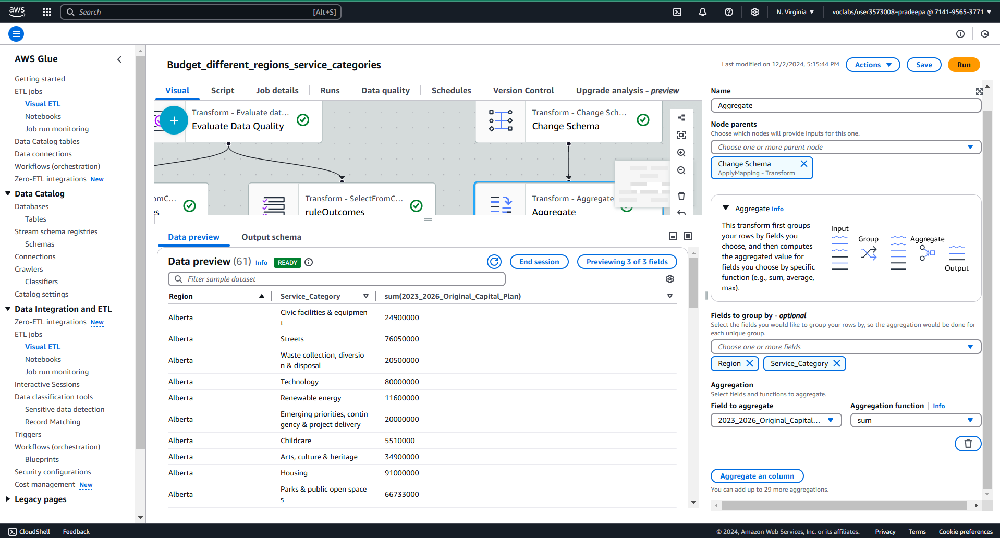 aws
Search
[Alt+S]
N. Virginia
voclabs/user3573008=pradeepa @ 7141-9565-3771
AWS Glue
Getting started
ETL jobs
Visual ETL
Notebooks
Job run monitoring
Data Catalog tables
Data connections
Workflows (orchestration)
Zero-ETL integrations New
Data Catalog
Databases
Tables
Stream schema registries
Schemas
Connections
Crawlers
Classifiers
Catalog settings
Data Integration and ETL
Zero-ETL integrations New
ETL jobs
Visual ETL
Notebooks
Job run monitoring
Interactive Sessions
Data classification tools
Sensitive data detection
Record Matching
Triggers
Workflows (orchestration)
Blueprints
Security configurations
Cost management New
Legacy pages
Budget_different_regions_service_categories
Last modified on 12/2/2024, 5:15:44 PM
Actions
Save
Run
Visual
Script
Job details
Runs
Data quality
Schedules
Version Control
Upgrade analysis - preview
Transform - Evaluate dat...
Evaluate Data Quality
Transform - Change Sch...
Change Schema
omC...
es
Transform - SelectFromC...
ruleOutcomes
Transform - Aggregate
Aggregate
Data preview
Output schema
Data preview (61) Info READY
End session
Previewing 3 of 3 fields
Filter sample dataset
Region Service_Category sum(2023_2026_Original_Capital_Plan)
Alberta Civic facilities & equipmen
t 24900000
Alberta Streets 76050000
Alberta Waste collection, diversio
n & disposal 20500000
Alberta Technology 80000000
Alberta Renewable energy 11600000
Alberta Emerging priorities, contin
gency & project delivery 20000000
Alberta Childcare 5510000
Alberta Arts, culture & heritage 34900000
Alberta Housing 91000000
Alberta Parks & public open space
s 66733000
Name
Aggregate
Node parents
Choose which nodes will provide inputs for this one.
Choose one or more parent node
Change Schema
ApplyMapping - Transform
Aggregate Info
This transform first groups
your rows by fields you
choose, and then computes
the aggregated value for
fields you choose by specific
function (e.g., sum, average,
max).
Input
Group
Aggregate
Output
Fields to group by - optional
Select the fields you would like to group your rows by, so the aggregation would be done for
each unique group.
Choose one or more fields
Region
Service_Category
Aggregation
Select fields and functions to aggregate.
Field to aggregate
Aggregation function Info
2023_2026_Original_Capital...
sum
Aggregate an column
You can add up to 29 more aggregations.
CloudShell
Feedback
© 2024, Amazon Web Services, Inc. or its affiliates.
Privacy
Terms
Cookie preferences